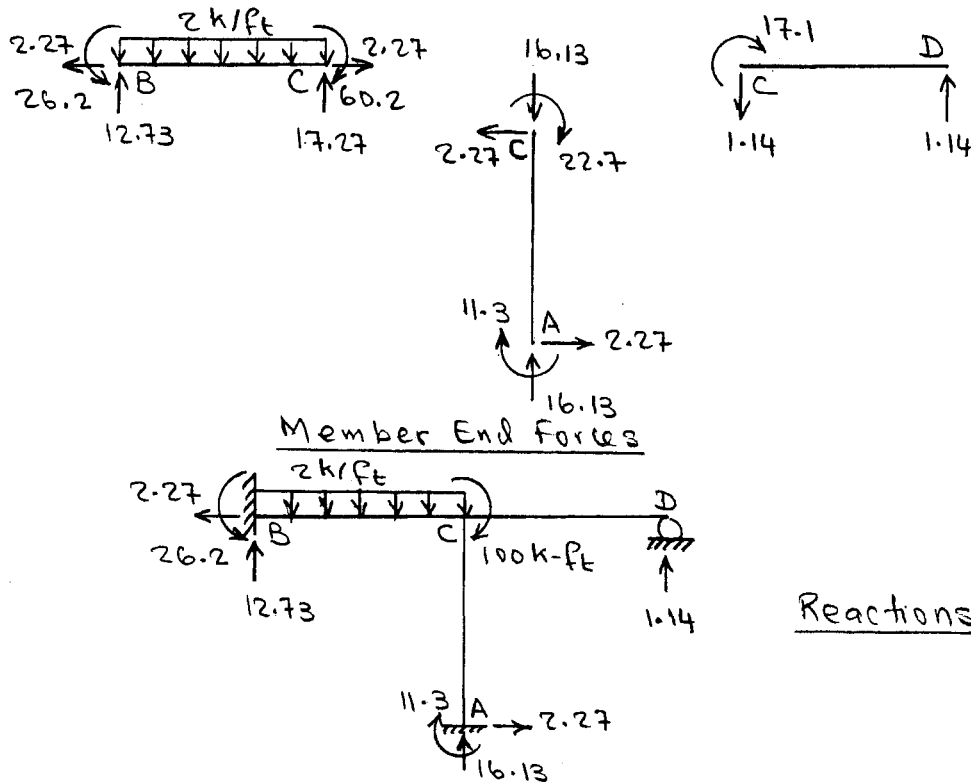 2 k/ft
2.27
2.27
26.2
B
C
60.2
12.73
17.27
16.13
2.27
C
22.7
11.3
A
2.27
16.13
17.1
D
C
1.14
1.14
Member End Forces
2 k/ft
2.27
26.2
B
C
100 k-ft
D
12.73
1.14
Reactions
11.3
A
2.27
16.13